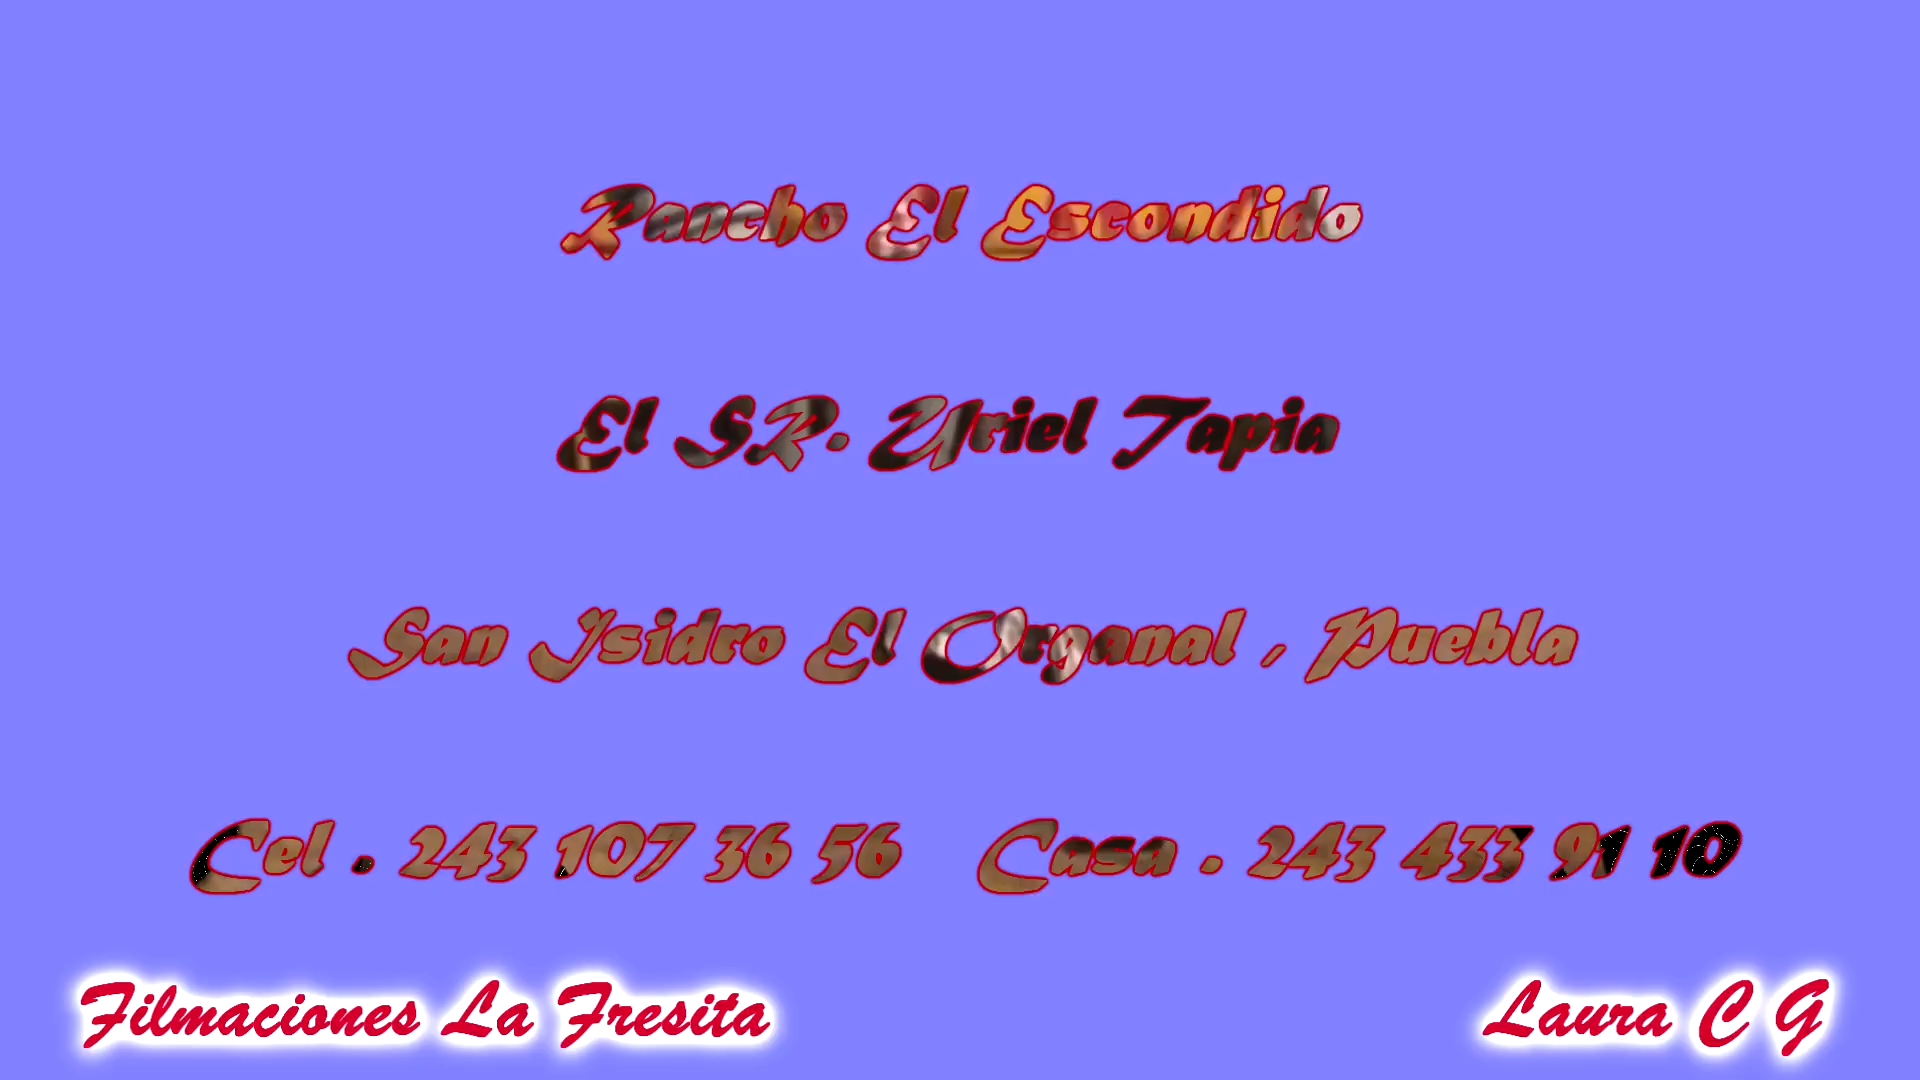 Rancho El Escondido
El SR. Uriel Tapia
San Isidro El Organal , Puebla
Cel . 243 107 36 56 Casa . 243 433 91 10
Filmaciones La Fresita Laura C G